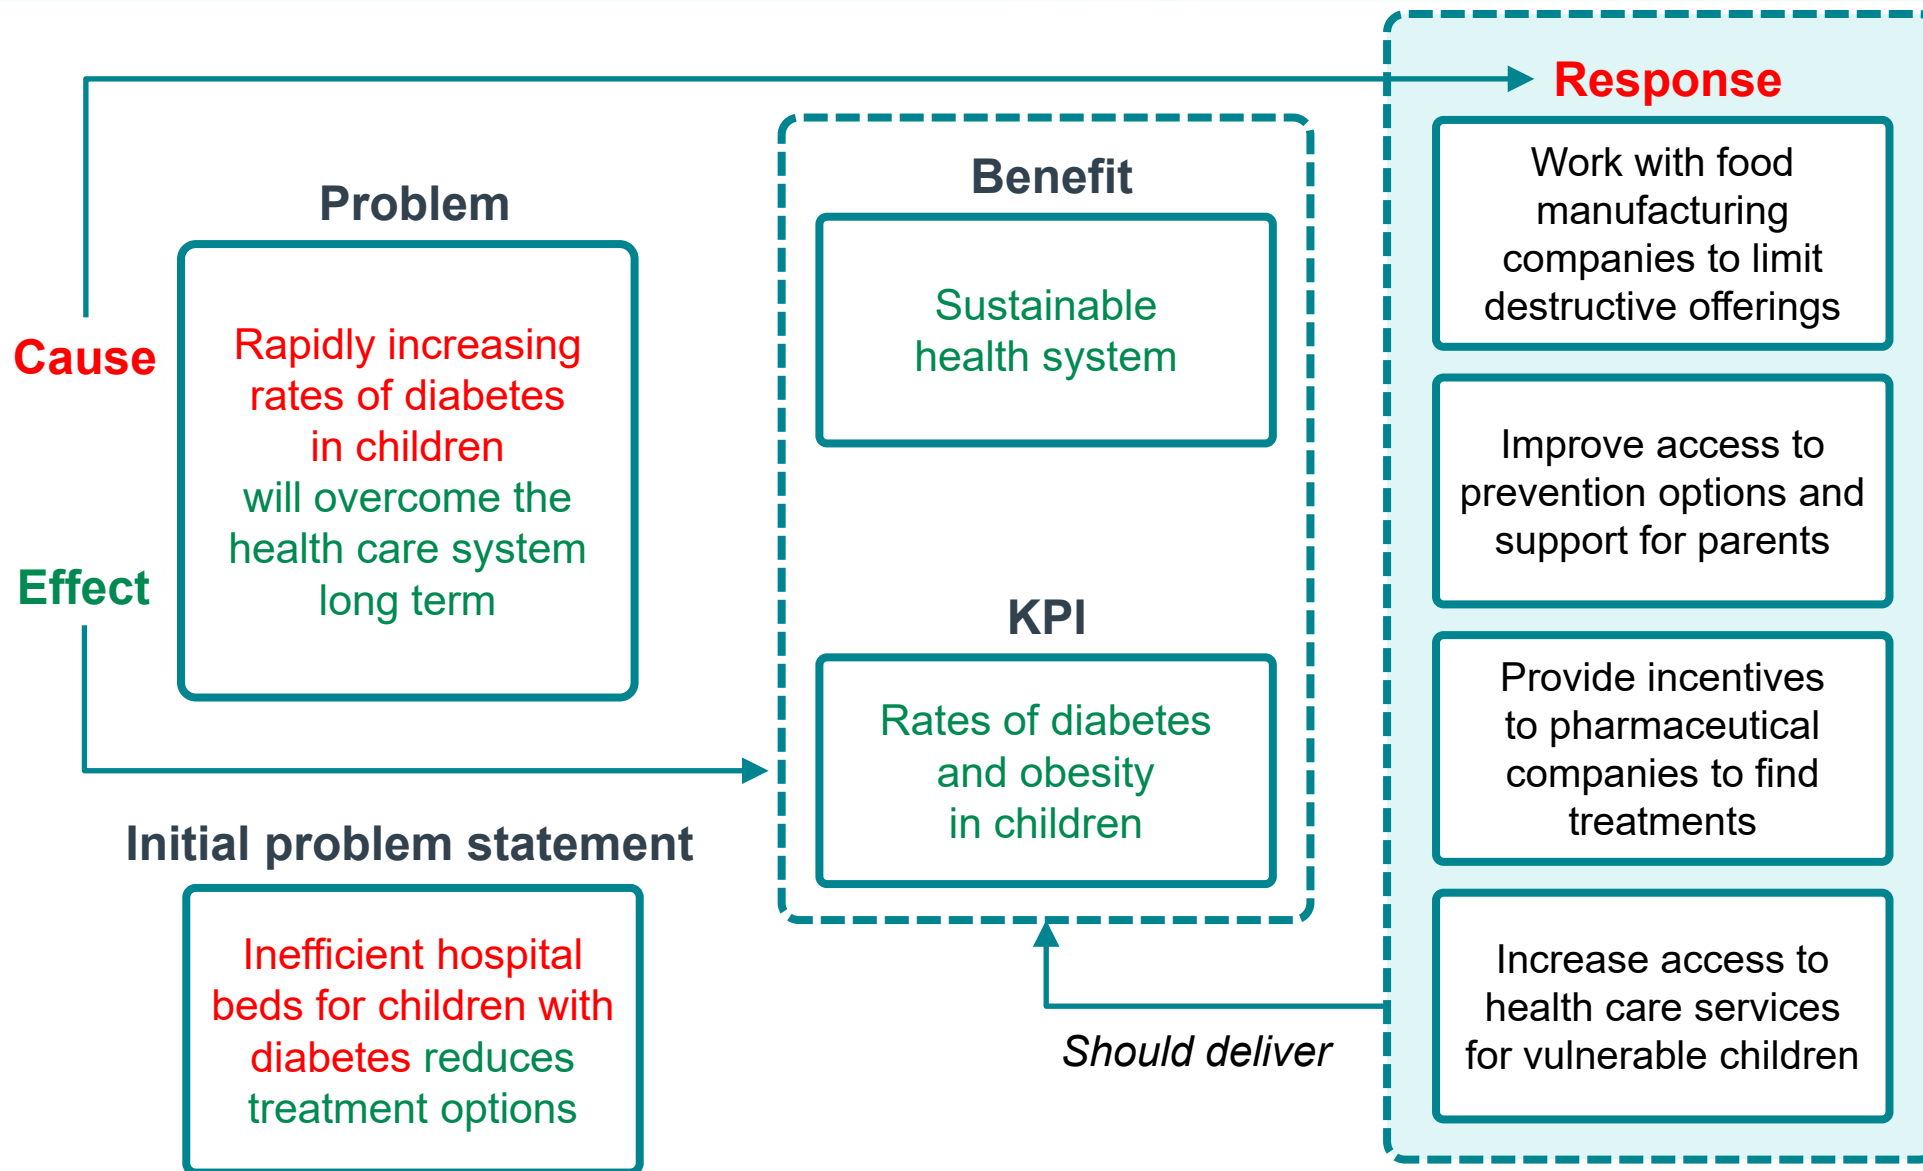 Cause
Effect
Problem
Rapidly increasing
rates of diabetes
in children
will overcome the
health care system
long term
Initial problem statement
Inefficient hospital
beds for children with
diabetes reduces
treatment options
Benefit
Sustainable
health system
KPI
Rates of diabetes
and obesity
in children
Should deliver
Response
Work with food
manufacturing
companies to limit
destructive offerings
Improve access to
prevention options and
support for parents
Provide incentives
to pharmaceutical
companies to find
treatments
Increase access to
health care services
for vulnerable children